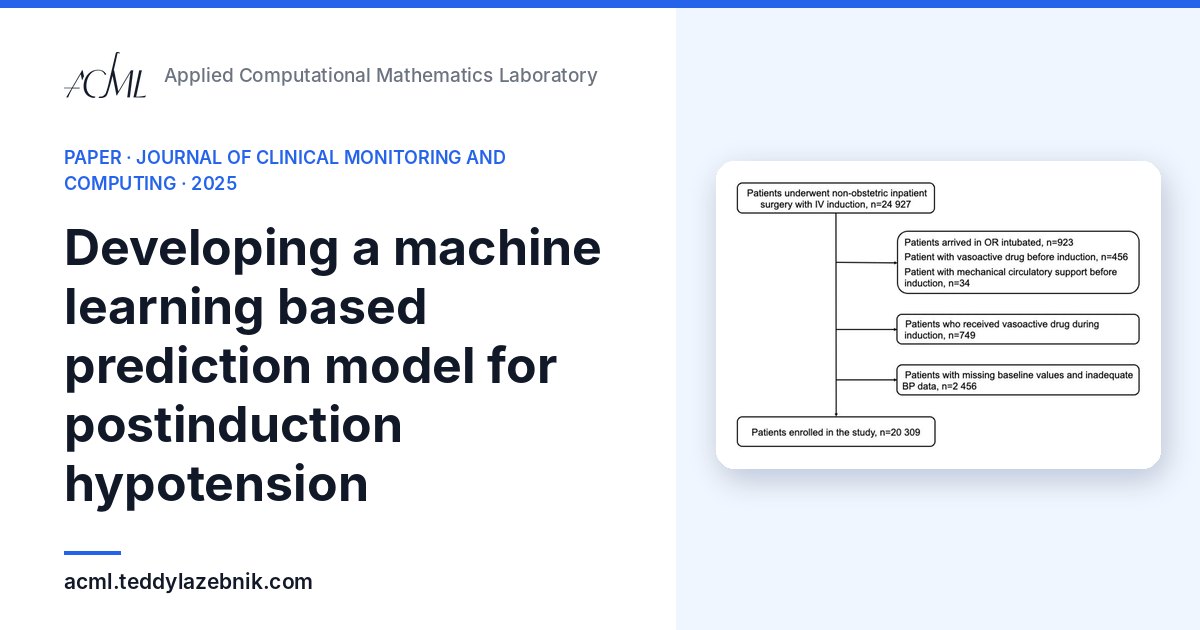 ACML
Applied Computational Mathematics Laboratory
PAPER · JOURNAL OF CLINICAL MONITORING AND
COMPUTING · 2025
Developing a machine
learning based
prediction model for
postinduction
hypotension
acml.teddylazebnik.com
Patients underwent non-obstetric inpatient
surgery with IV induction, n=24 927
Patients arrived in OR intubated, n=923
Patient with vasoactive drug before induction, n=456
Patient with mechanical circulatory support before
induction, n=34
Patients who received vasoactive drug during
induction, n=749
Patients with missing baseline values and inadequate
BP data, n=2 456
Patients enrolled in the study, n=20 309